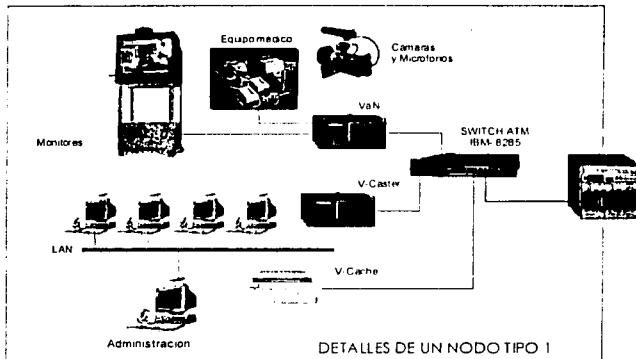 Equipo medico
Camaras
y Microfonos
VaN
SWITCH ATM
IBM-8285
Monitores
V-Caster
LAN
V-Cache
Administracion
DETALLES DE UN NODO TIPO 1